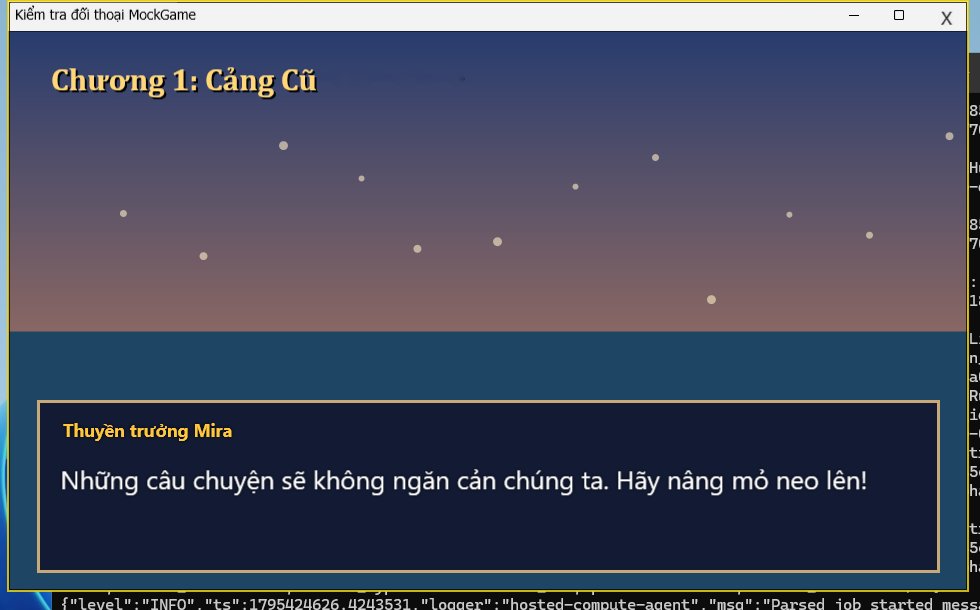 Kiểm tra đối thoại MockGame
Chương 1: Cảng Cũ
Thuyền trưởng Mira
Những câu chuyện sẽ không ngăn cản chúng ta. Hãy nâng mỏ neo lên!
{"level":"INFO","ts":1795424626.4243531,"logger":"hosted-compute-agent","msg":"Parsed job started mes